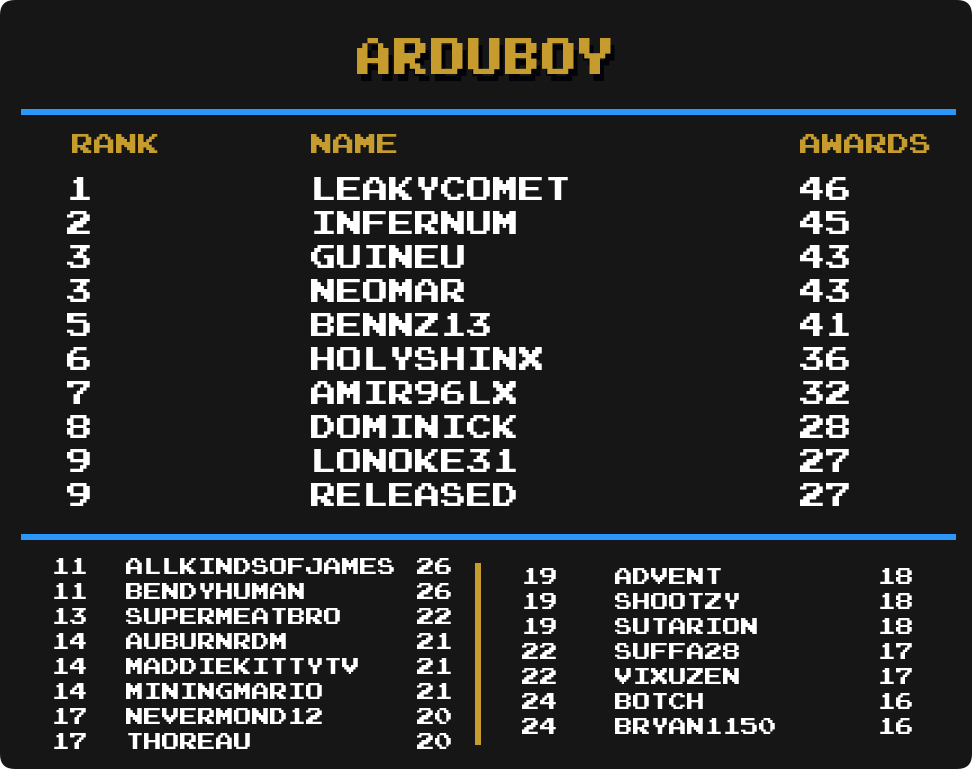 ARDUBOY
RANK NAME AWARDS
1 LEAKYCOMET 46
2 INFERNUM 45
3 GUINEU 43
3 NEOMAR 43
5 BENNZ13 41
6 HOLYSHINX 36
7 AMIR96LX 32
8 DOMINICK 28
9 LONOKE31 27
9 RELEASED 27
11 ALLKINDSOFJAMES 26
11 BENDYHUMAN 26
13 SUPERMEATBRO 22
14 AUBURNRDM 21
14 MADDIEKITTYTV 21
14 MININGMARIO 21
17 NEVERMOND12 20
17 THOREAU 20
19 ADVENT 18
19 SHOOTZY 18
19 SUTARION 18
22 SUFFA28 17
22 VIXUZEN 17
24 BOTCH 16
24 BRYAN1150 16